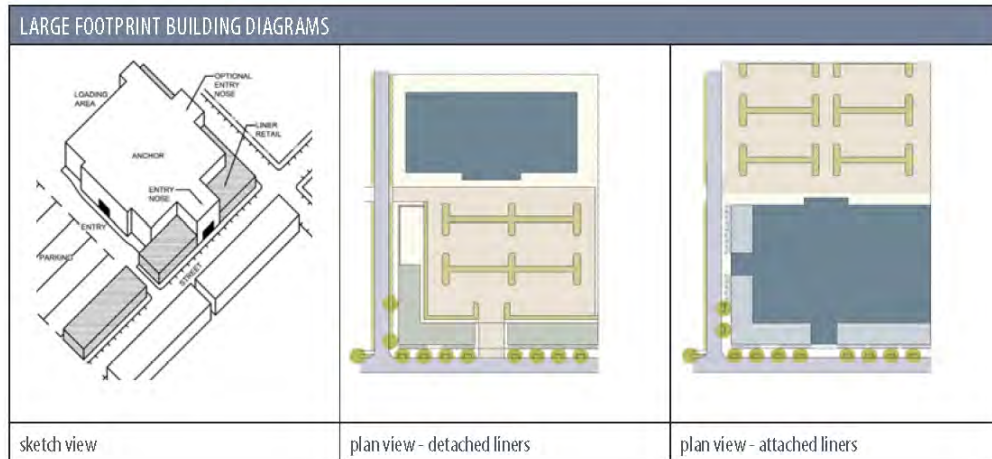 LARGE FOOTPRINT BUILDING DIAGRAMS
OPTIONAL
ENTRY
NOSE
LOADING
AREA
LINER
RETAIL
ANCHOR
ENTRY
NOSE
ENTRY
PARKING
STREET
sketch view
plan view - detached liners
plan view - attached liners